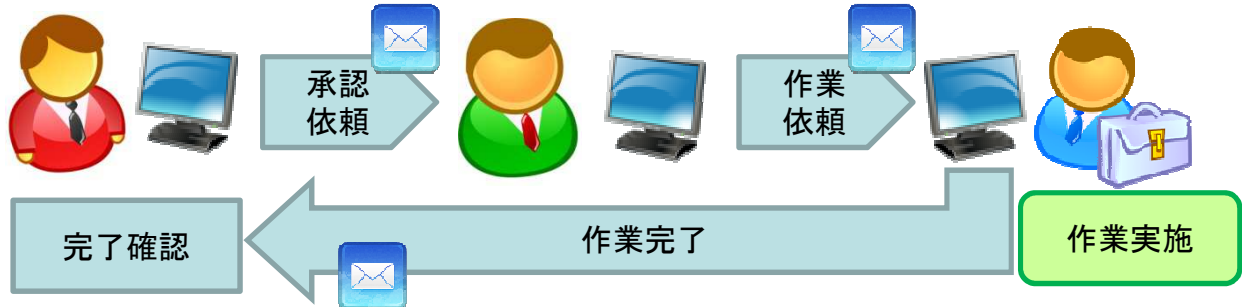 承認
依頼
作業
依頼
完了確認
作業完了
作業実施